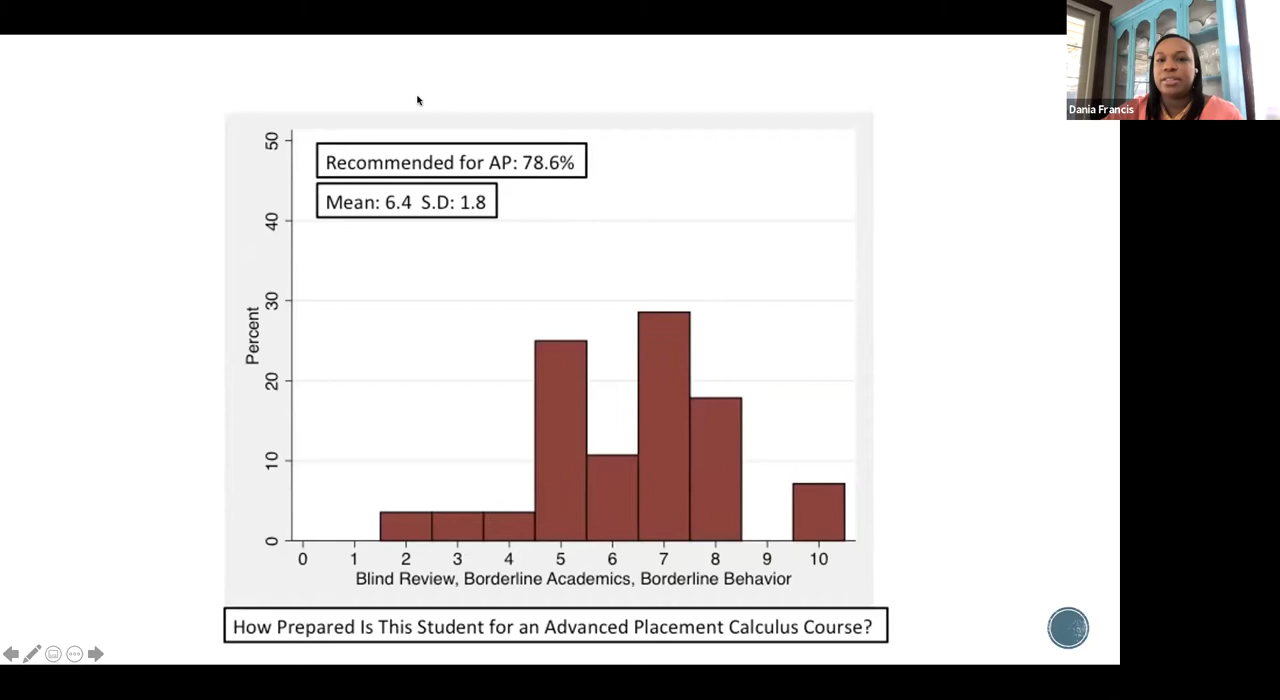 Dania Francis
Recommended for AP: 78.6%
Mean: 6.4 S.D: 1.8
50
40
30
20
10
0
Percent
0 1 2 3 4 5 6 7 8 9 10
Blind Review, Borderline Academics, Borderline Behavior
How Prepared Is This Student for an Advanced Placement Calculus Course?